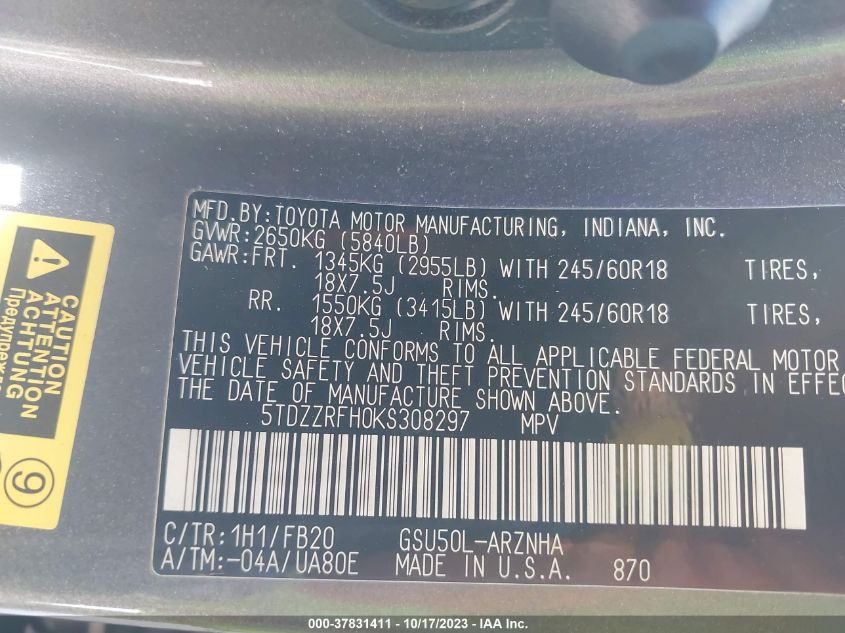 MFD.BY:TOYOTA MOTOR MANUFACTURING, INDIANA, INC.
GVWR:2650KG (5840LB)
GAWR:FRT. 1345KG (2955LB) WITH 245/60R18 TIRES,
18X7.5J RIMS.
RR. 1550KG (3415LB) WITH 245/60R18 TIRES,
18X7.5J RIMS.
THIS VEHICLE CONFORMS TO ALL APPLICABLE FEDERAL MOTOR
VEHICLE SAFETY AND THEFT PREVENTION STANDARDS IN EFFEC
THE DATE OF MANUFACTURE SHOWN ABOVE.
5TDZZRFH0KS308297 MPV
C/TR:1H1/FB20 GSU50L-ARZNHA
A/TM:-04A/UA80E MADE IN U.S.A. 870
CAUTION
ATTENTION
ACHTUNG
Предупреж
9
000-37831411 - 10/17/2023 - IAA Inc.